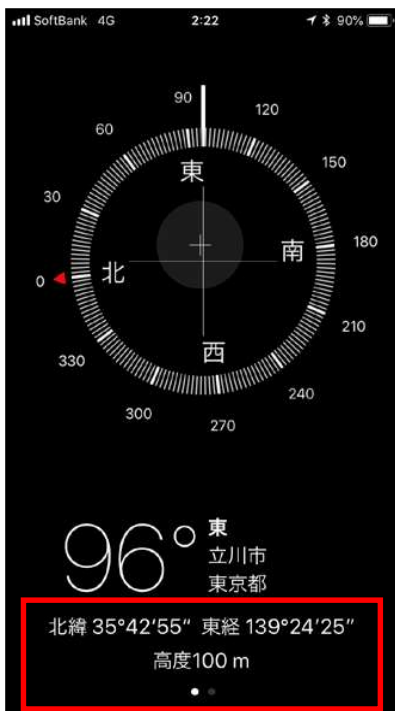 SoftBank 4G 2:22 90%
90
60 120
30 東 150
0 北 南 180
330 西 210
300 240
270
96° 東
立川市
東京都
北緯 35°42′55″ 東経 139°24′25″
高度100 m